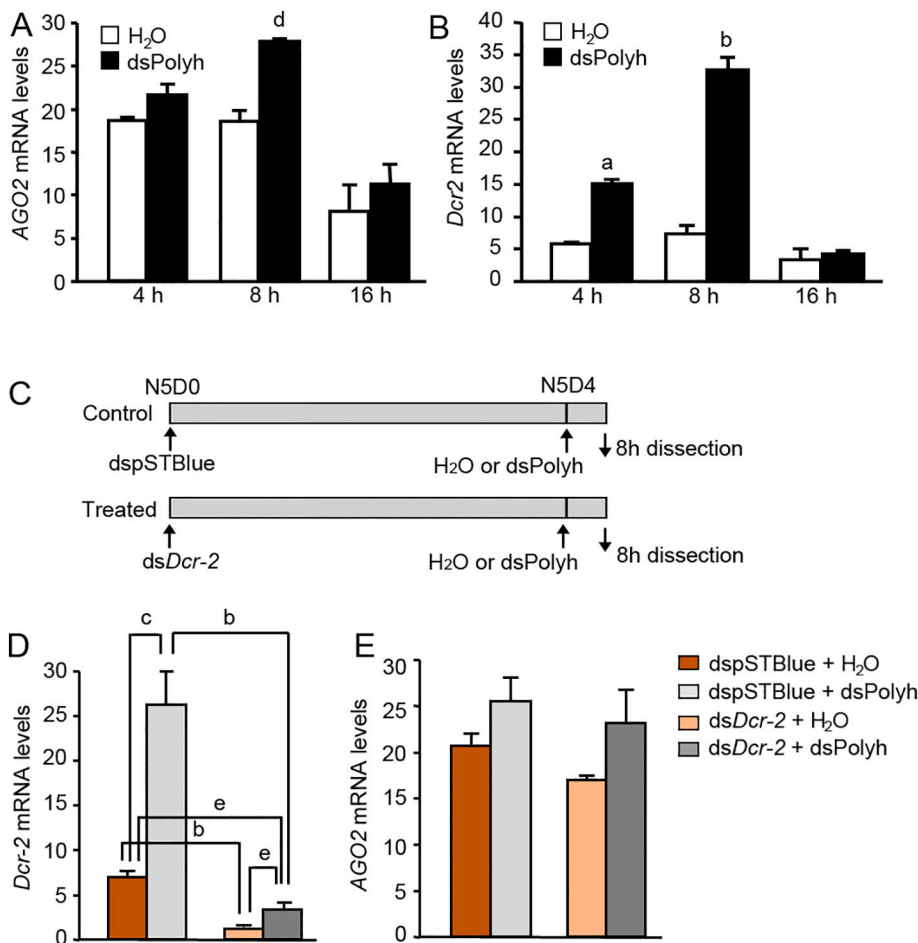 A
AGO2 mRNA levels
30
25
20
15
10
5
0
H₂O
dsPolyh
d
4 h 8 h 16 h
B
Dcr2 mRNA levels
40
35
30
25
20
15
10
5
0
H₂O
dsPolyh
a
b
4 h 8 h 16 h
C
N5D0 N5D4
Control
dspSTBlue H₂O or dsPolyh 8h dissection
Treated
dsDcr-2 H₂O or dsPolyh 8h dissection
D
Dcr-2 mRNA levels
30
25
20
15
10
5
0
c b
e
b
e
E
AGO2 mRNA levels
30
25
20
15
10
5
0
dspSTBlue + H₂O
dspSTBlue + dsPolyh
dsDcr-2 + H₂O
dsDcr-2 + dsPolyh